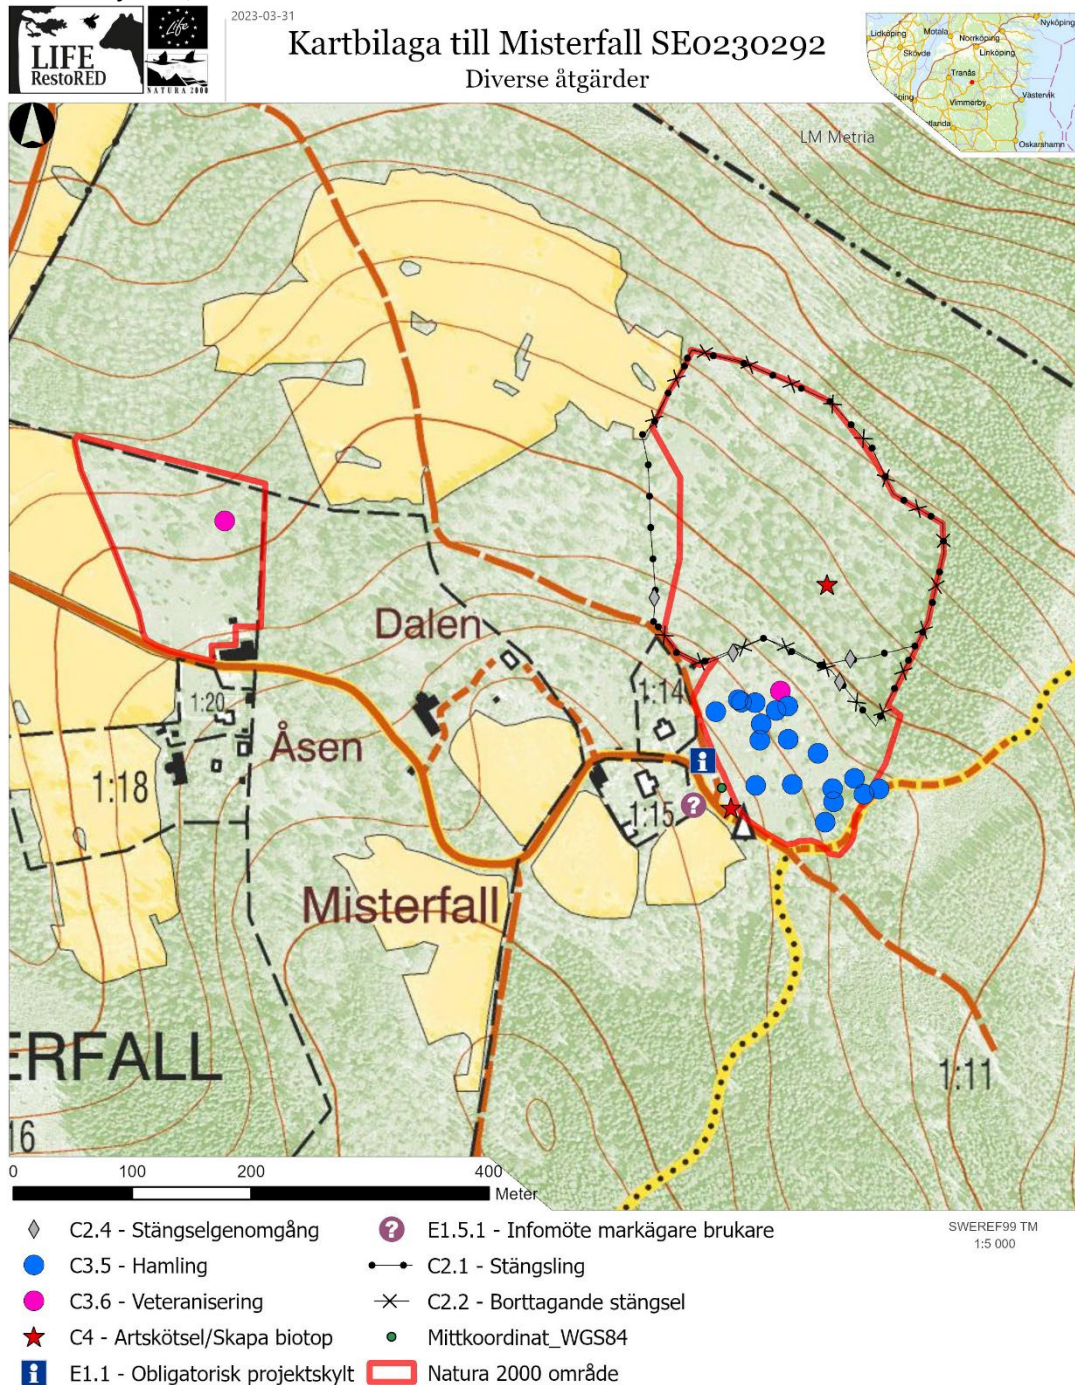 LIFE
RestoRED
Life
NATURA 2000
2023-03-31
Kartbilaga till Misterfall SE0230292
Diverse åtgärder
Lidköping
Motala
Norrköping
Nyköping
Skövde
Linköping
Tranås
Västervik
Vimmerby
Oskarshamn
LM Metria
Dalen
1:14
1:20
Åsen
1:18
1:15
Misterfall
ERFALL
1:11
16
0
100
200
400
Meter
C2.4 - Stängselgenomgång
C3.5 - Hamling
C3.6 - Veteranisering
C4 - Artskötsel/Skapa biotop
E1.1 - Obligatorisk projektskylt
E1.5.1 - Infomöte markägare brukare
C2.1 - Stängsling
C2.2 - Borttagande stängsel
Mittkoordinat_WGS84
Natura 2000 område
SWEREF99 TM
1:5 000